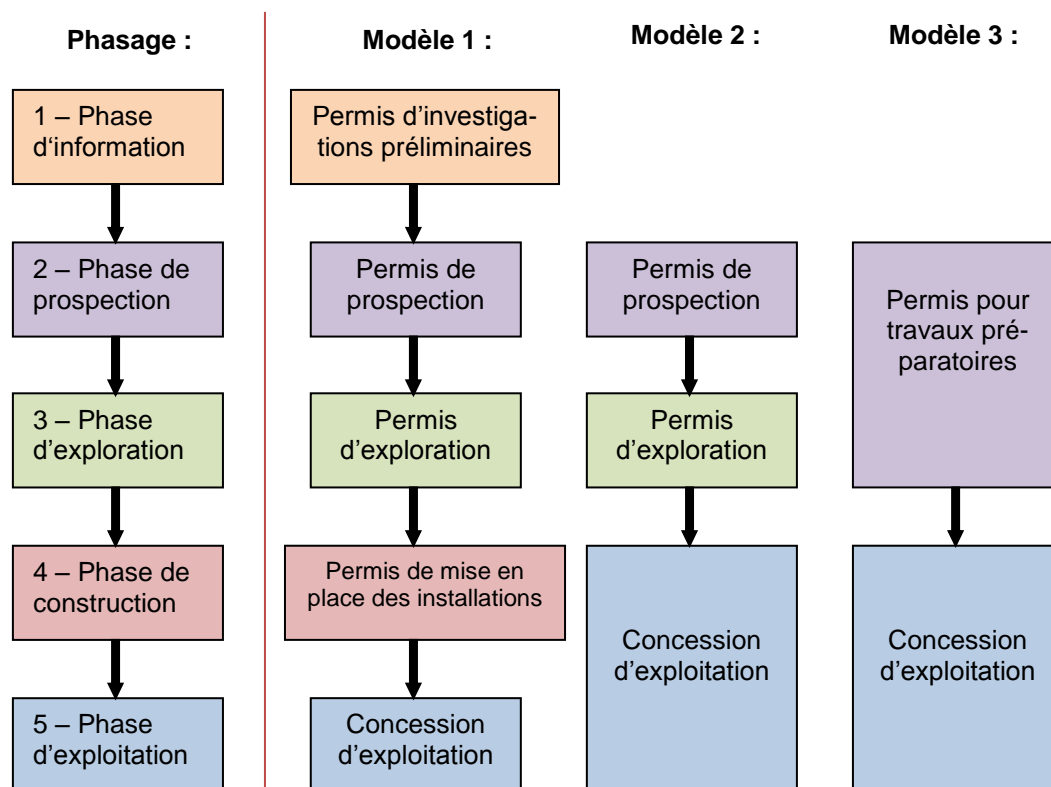 Phasage :
Modèle 1 :
Modèle 2 :
Modèle 3 :
1 – Phase
d‘information
Permis d’investiga-
tions préliminaires
2 – Phase de
prospection
Permis de
prospection
Permis de
prospection
Permis pour
travaux pré-
paratoires
3 – Phase
d’exploration
Permis
d’exploration
Permis
d’exploration
4 – Phase de
construction
Permis de mise en
place des installations
Concession
d’exploitation
Concession
d’exploitation
5 – Phase
d’exploitation
Concession
d’exploitation